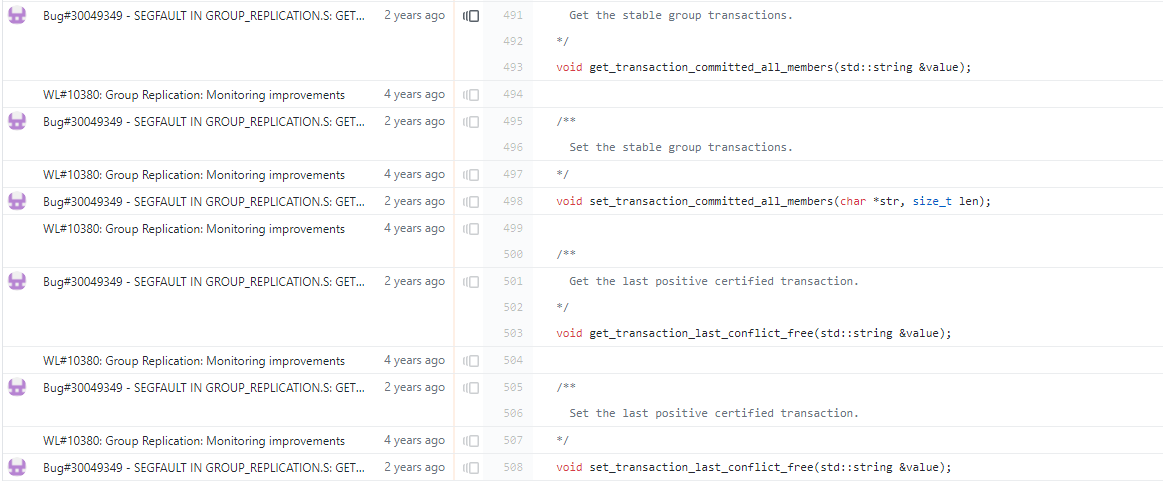 Bug#30049349 - SEGFAULT IN GROUP_REPLICATION.S: GET... 2 years ago 491 Get the stable group transactions.
492 */
493 void get_transaction_committed_all_members(std::string &value);
WL#10380: Group Replication: Monitoring improvements 4 years ago 494
Bug#30049349 - SEGFAULT IN GROUP_REPLICATION.S: GET... 2 years ago 495 /**
496 Set the stable group transactions.
WL#10380: Group Replication: Monitoring improvements 4 years ago 497 */
Bug#30049349 - SEGFAULT IN GROUP_REPLICATION.S: GET... 2 years ago 498 void set_transaction_committed_all_members(char *str, size_t len);
WL#10380: Group Replication: Monitoring improvements 4 years ago 499
500 /**
Bug#30049349 - SEGFAULT IN GROUP_REPLICATION.S: GET... 2 years ago 501 Get the last positive certified transaction.
502 */
503 void get_transaction_last_conflict_free(std::string &value);
WL#10380: Group Replication: Monitoring improvements 4 years ago 504
Bug#30049349 - SEGFAULT IN GROUP_REPLICATION.S: GET... 2 years ago 505 /**
506 Set the last positive certified transaction.
WL#10380: Group Replication: Monitoring improvements 4 years ago 507 */
Bug#30049349 - SEGFAULT IN GROUP_REPLICATION.S: GET... 2 years ago 508 void set_transaction_last_conflict_free(std::string &value);